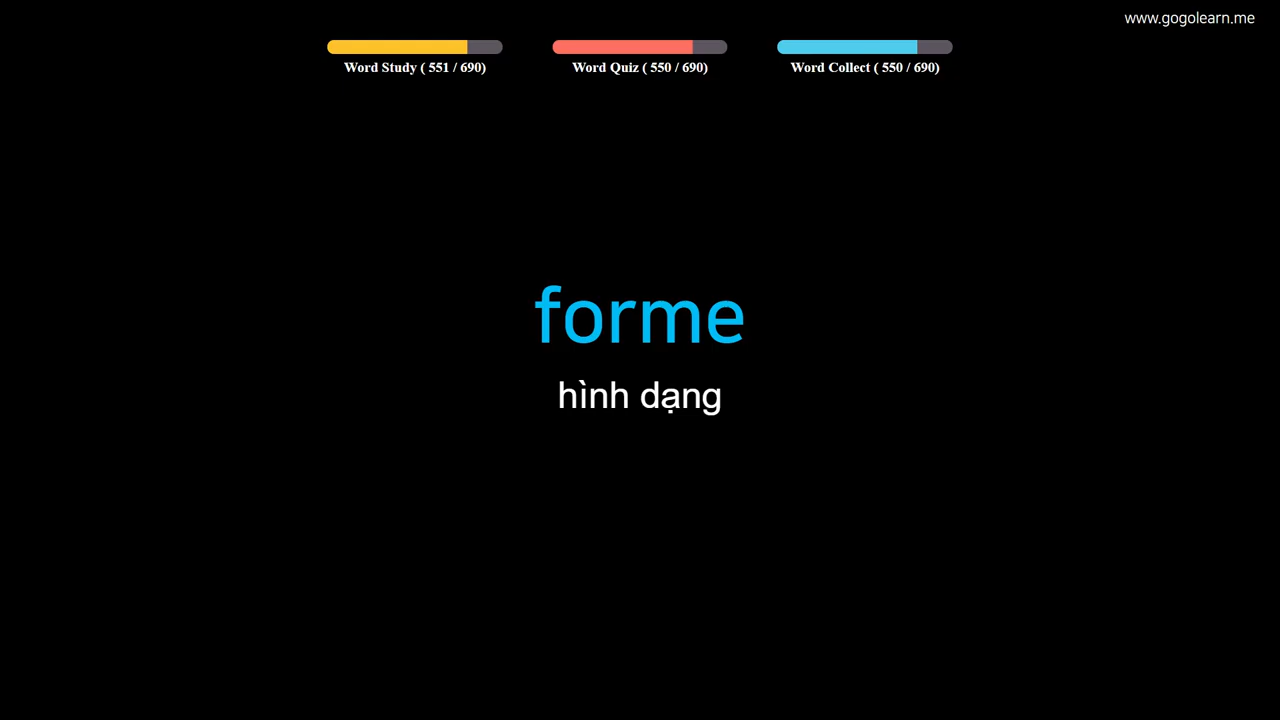 www.gogolearn.me
Word Study ( 551 / 690)
Word Quiz ( 550 / 690)
Word Collect ( 550 / 690)
forme
hình dạng